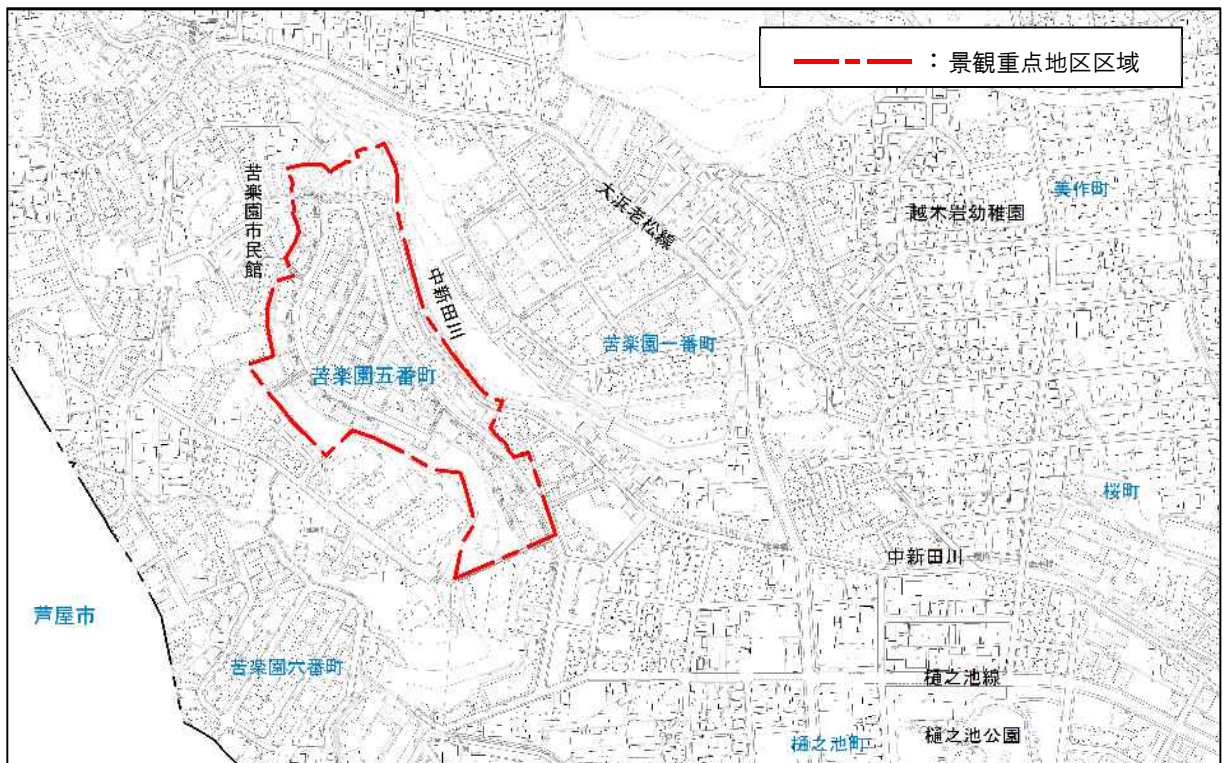 ：景観重点地区区域
苦楽園市民館
大浜老松線
美作町
越木岩幼稚園
中新田川
苦楽園一番町
苦楽園五番町
桜町
中新田川
芦屋市
苦楽園六番町
樋之池線
樋之池町
樋之池公園